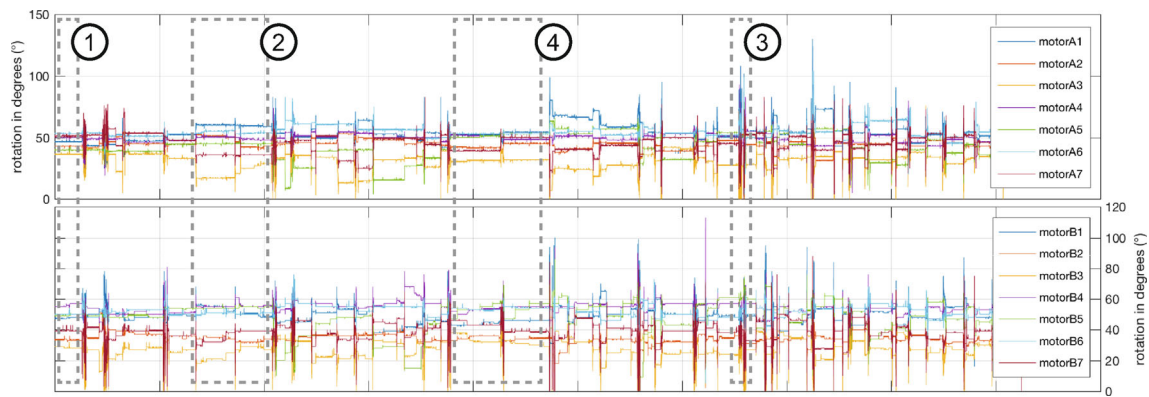 150
100
50
0
rotation in degrees (°)
1
2
4
3
motorA1
motorA2
motorA3
motorA4
motorA5
motorA6
motorA7
motorB1
motorB2
motorB3
motorB4
motorB5
motorB6
motorB7
120
100
80
60
40
20
0
rotation in degrees (°)